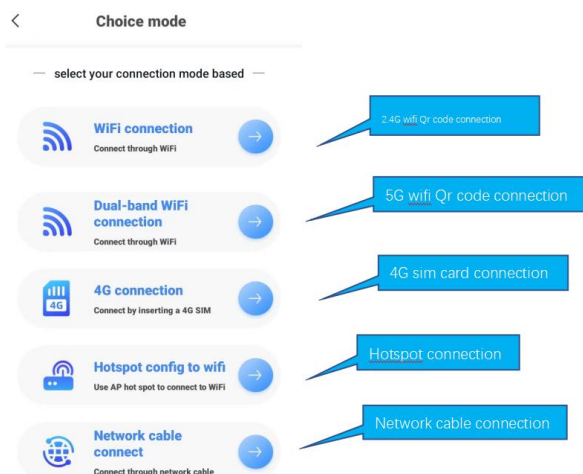 Choice mode
select your connection mode based
WiFi connection
Connect through WiFi
2.4G wifi Qr code connection
Dual-band WiFi
connection
Connect through WiFi
5G wifi Qr code connection
4G
4G connection
Connect by inserting a 4G SIM
4G sim card connection
Hotspot config to wifi
Use AP hot spot to connect to WiFi
Hotspot connection
Network cable
connect
Connect through network cable
Network cable connection